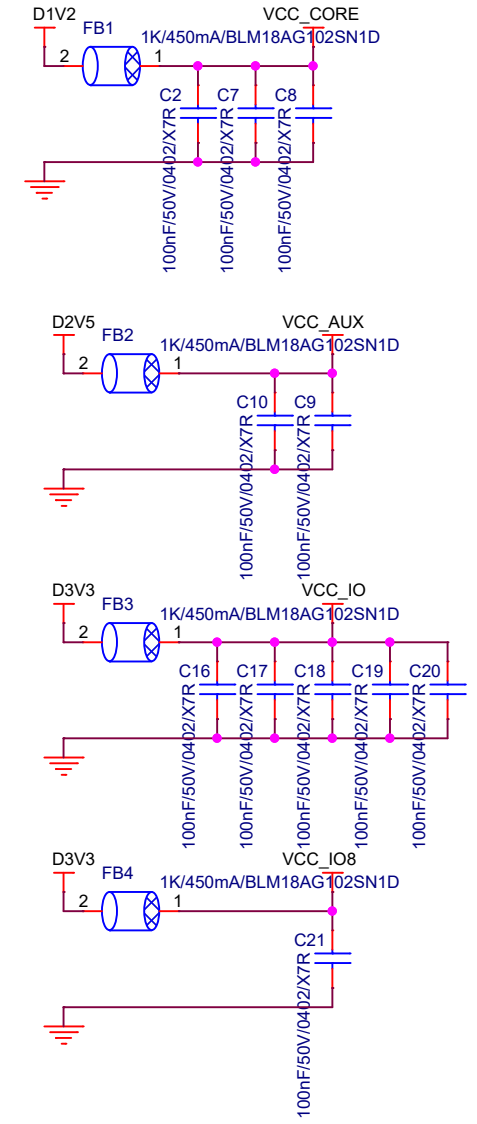 D1V2
FB1
VCC_CORE
1K/450mA/BLM18AG102SN1D
2
1
C2
C7
C8
100nF/50V/0402/X7R
100nF/50V/0402/X7R
100nF/50V/0402/X7R
D2V5
FB2
VCC_AUX
1K/450mA/BLM18AG102SN1D
2
1
C10
C9
100nF/50V/0402/X7R
100nF/50V/0402/X7R
D3V3
FB3
VCC_IO
1K/450mA/BLM18AG102SN1D
2
1
C16
C17
C18
C19
C20
100nF/50V/0402/X7R
100nF/50V/0402/X7R
100nF/50V/0402/X7R
100nF/50V/0402/X7R
100nF/50V/0402/X7R
D3V3
FB4
VCC_IO8
1K/450mA/BLM18AG102SN1D
2
1
C21
100nF/50V/0402/X7R